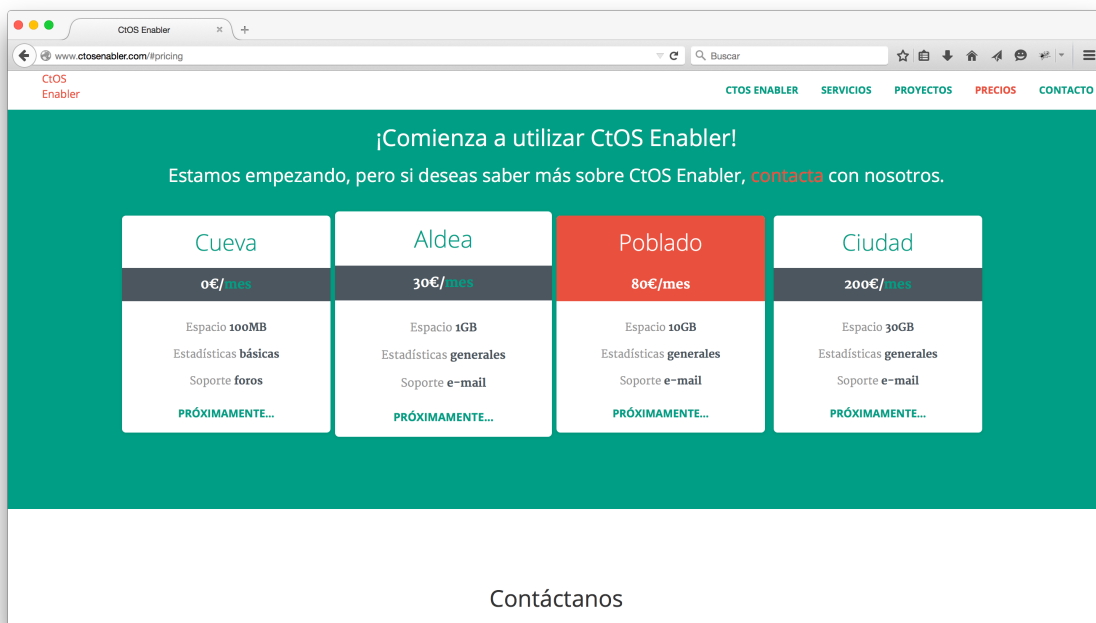 CtOS Enabler
www.ctosenabler.com/#pricing
Buscar
CtOS
Enabler
CTOS ENABLER SERVICIOS PROYECTOS PRECIOS CONTACTO
¡Comienza a utilizar CtOS Enabler!
Estamos empezando, pero si deseas saber más sobre CtOS Enabler, contacta con nosotros.
Cueva
0€/mes
Espacio 100MB
Estadísticas básicas
Soporte foros
PRÓXIMAMENTE...
Aldea
30€/mes
Espacio 1GB
Estadísticas generales
Soporte e-mail
PRÓXIMAMENTE...
Poblado
80€/mes
Espacio 10GB
Estadísticas generales
Soporte e-mail
PRÓXIMAMENTE...
Ciudad
200€/mes
Espacio 30GB
Estadísticas generales
Soporte e-mail
PRÓXIMAMENTE...
Contáctanos